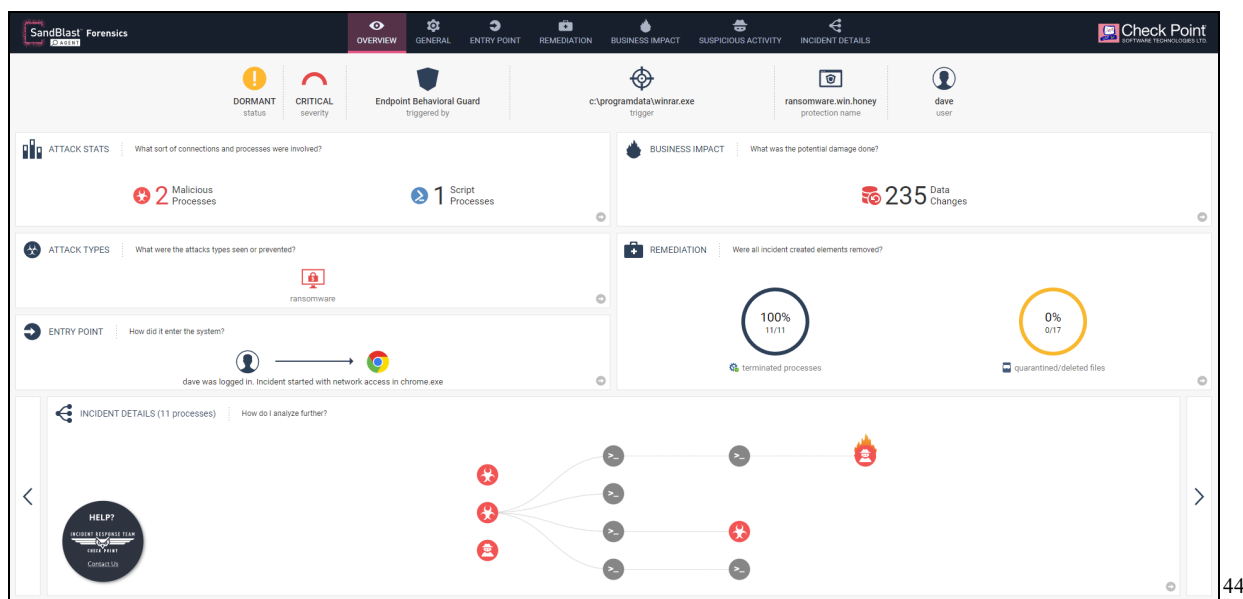 SandBlast Forensics
AGENT
OVERVIEW
GENERAL
ENTRY POINT
REMEDIATION
BUSINESS IMPACT
SUSPICIOUS ACTIVITY
INCIDENT DETAILS
Check Point
SOFTWARE TECHNOLOGIES LTD.
DORMANT
status
CRITICAL
severity
Endpoint Behavioral Guard
triggered by
c:\programdata\winrar.exe
trigger
ransomware.win.honey
protection name
dave
user
ATTACK STATS What sort of connections and processes were involved?
2 Malicious Processes
1 Script Processes
BUSINESS IMPACT What was the potential damage done?
235 Data Changes
ATTACK TYPES What were the attacks types seen or prevented?
ransomware
REMEDIATION Were all incident created elements removed?
100%
11/11
terminated processes
0%
0/17
quarantined/deleted files
ENTRY POINT How did it enter the system?
dave was logged in. Incident started with network access in chrome.exe
INCIDENT DETAILS (11 processes) How do I analyze further?
HELP?
INCIDENT RESPONSE TEAM
CHECK POINT
Contact Us
44